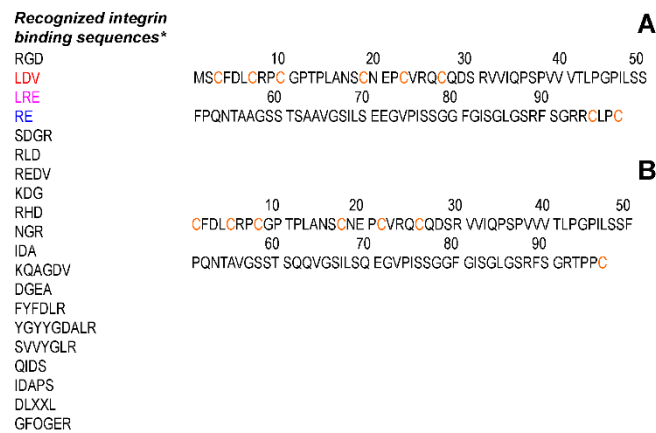 Recognized integrin
binding sequences*
RGD
LDV
LRE
RE
SDGR
RLD
REDV
KDG
RHD
NGR
IDA
KQAGDV
DGEA
FYFDLR
YGYYGDALR
SVVYGLR
QIDS
IDAPS
DLXXL
GFOGER
A
10 20 30 40 50
MSCFDLCRPC GPTPLANSCN EPCVRQCQDS RVVIQPSPVV VTLPGPILSS
60 70 80 90
FPQNTAAGSS TSAAVGSILS EEGVPISSGG FGISGLGSRF SGRRCLPC
B
10 20 30 40 50
CFDLCRPCGP TPLANSCNEP CVRQCQDSR VVIQPSPVVV TLPGPILSSF
60 70 80 90
PQNTAVGSST SQQVGSILSQ EGVPISSGGF GISGLGSRFS GRTPPC